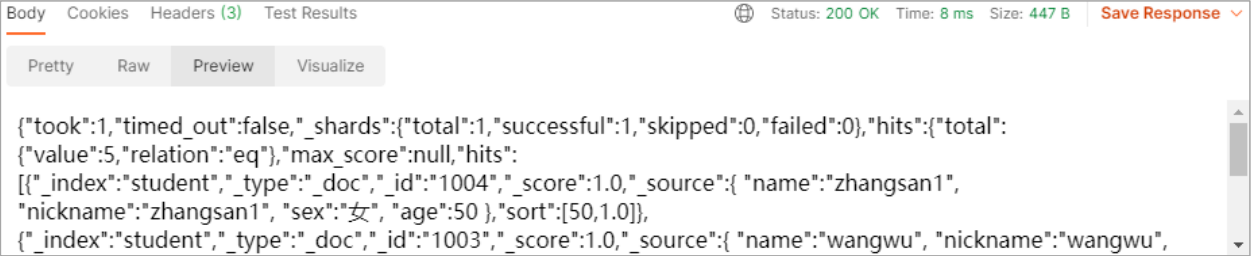 Body Cookies Headers (3) Test Results Status: 200 OK Time: 8 ms Size: 447 B Save Response
Pretty Raw Preview Visualize
{"took":1,"timed_out":false,"_shards":{"total":1,"successful":1,"skipped":0,"failed":0},"hits":{"total":
{"value":5,"relation":"eq"},"max_score":null,"hits":
[{"_index":"student","_type":"_doc","_id":"1004","_score":1.0,"_source":{ "name":"zhangsan1",
"nickname":"zhangsan1", "sex":"女", "age":50 },"sort":[50,1.0]},
{"_index":"student","_type":"_doc","_id":"1003","_score":1.0,"_source":{ "name":"wangwu", "nickname":"wangwu",